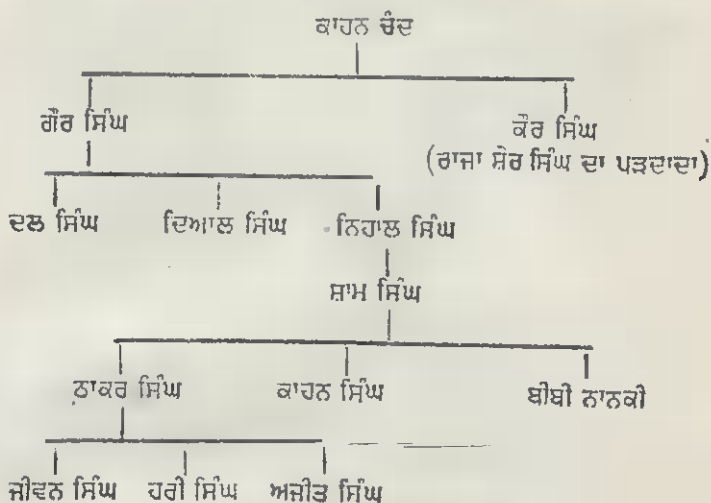 ਕਾਹਨ ਚੰਦ
ਗੌਰ ਸਿੰਘ
ਕੌਰ ਸਿੰਘ
(ਰਾਜਾ ਸ਼ੇਰ ਸਿੰਘ ਦਾ ਪੜਦਾਦਾ)
ਦਲ ਸਿੰਘ ਦਿਆਲ ਸਿੰਘ ਨਿਹਾਲ ਸਿੰਘ
ਸ਼ਾਮ ਸਿੰਘ
ਠਾਕਰ ਸਿੰਘ ਕਾਹਨ ਸਿੰਘ ਬੀਬੀ ਨਾਨਕੀ
ਜੀਵਨ ਸਿੰਘ ਹਰੀ ਸਿੰਘ ਅਜੀਤ ਸਿੰਘ